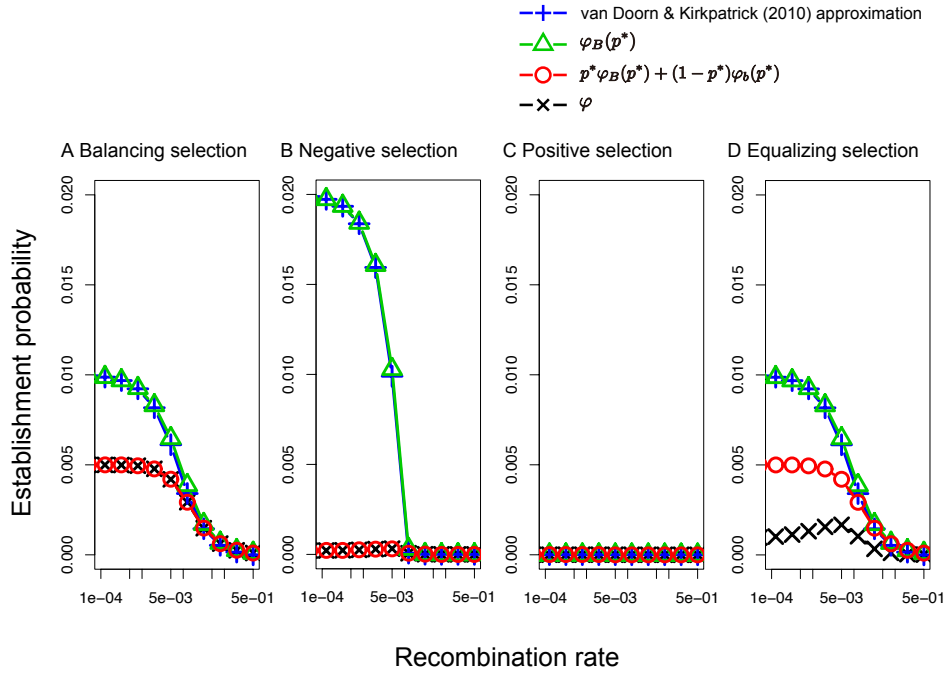 van Doorn & Kirkpatrick (2010) approximation
φ_B(p*)
p*φ_B(p*) + (1 − p*)φ_b(p*)
φ
A Balancing selection
B Negative selection
C Positive selection
D Equalizing selection
Establishment probability
0.020
0.015
0.010
0.005
0.000
0.020
0.015
0.010
0.005
0.000
0.020
0.015
0.010
0.005
0.000
0.020
0.015
0.010
0.005
0.000
1e−04 5e−03 5e−01
1e−04 5e−03 5e−01
1e−04 5e−03 5e−01
1e−04 5e−03 5e−01
Recombination rate